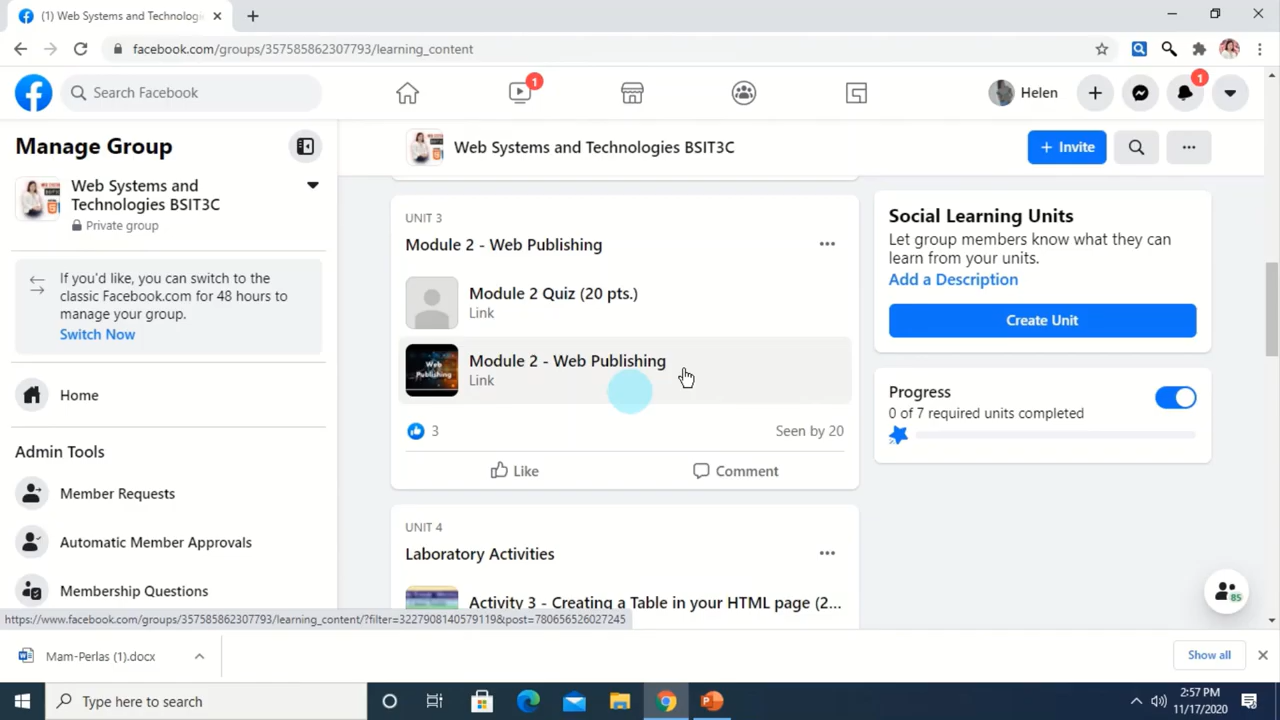 (1) Web Systems and Technologi
facebook.com/groups/357585862307793/learning_content
Search Facebook
1
Helen
1
Manage Group
Web Systems and
Technologies BSIT3C
Private group
If you'd like, you can switch to the
classic Facebook.com for 48 hours to
manage your group.
Switch Now
Home
Admin Tools
Member Requests
Automatic Member Approvals
Membership Questions
Web Systems and Technologies BSIT3C
+ Invite
UNIT 3
Module 2 - Web Publishing
Module 2 Quiz (20 pts.)
Link
Web
Publishing
Module 2 - Web Publishing
Link
3
Seen by 20
Like
Comment
UNIT 4
Laboratory Activities
Activity 3 - Creating a Table in your HTML page (2...
Social Learning Units
Let group members know what they can
learn from your units.
Add a Description
Create Unit
Progress
0 of 7 required units completed
BS
https://www.facebook.com/groups/357585862307793/learning_content/?filter=3227908140579119&post=780656526027245
Mam-Perlas (1).docx
Show all
Type here to search
2:57 PM
11/17/2020